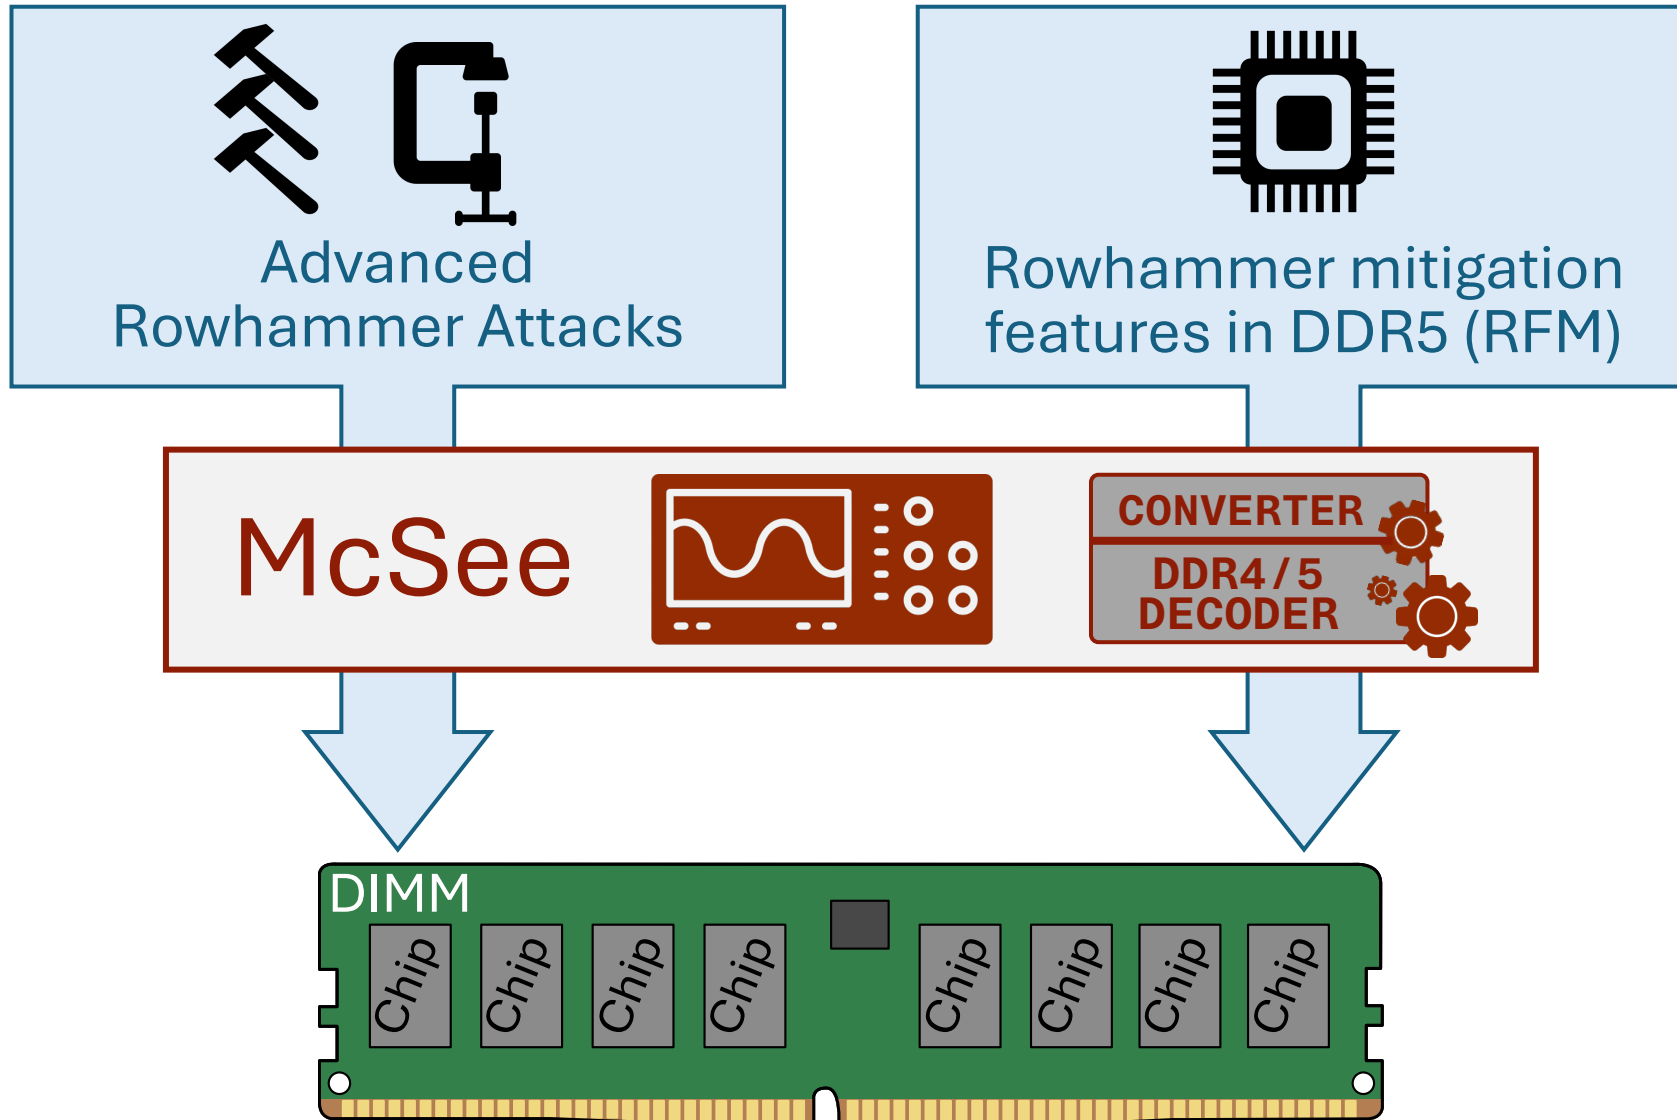 Advanced
Rowhammer Attacks
Rowhammer mitigation
features in DDR5 (RFM)
McSee
CONVERTER
DDR4/5
DECODER
DIMM
Chip
Chip
Chip
Chip
Chip
Chip
Chip
Chip